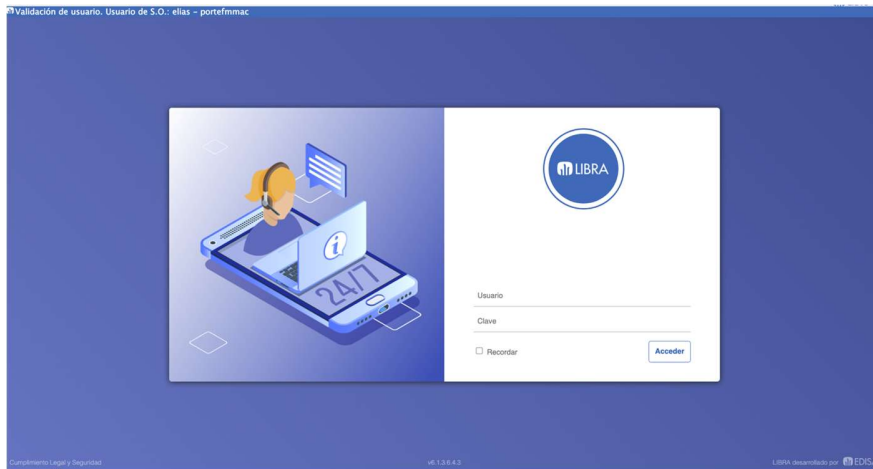 Validación de usuario. Usuario de S.O.: elias - portefmmac
LIBRA
24/7
Usuario
Clave
Recordar
Acceder
Cumplimiento Legal y Seguridad
v6.1.3.6.4.3
LIBRA desarrollado por EDIS